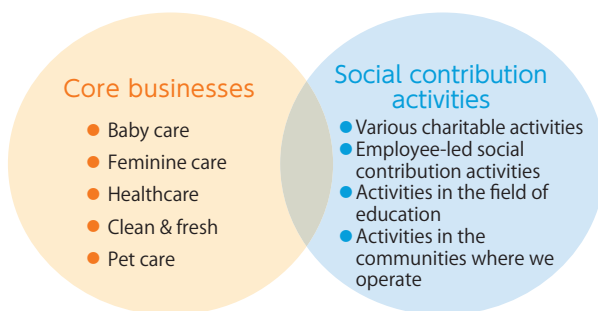 Core businesses
● Baby care
● Feminine care
● Healthcare
● Clean & fresh
● Pet care
Social contribution
activities
● Various charitable activities
● Employee-led social
contribution activities
● Activities in the field of
education
● Activities in the
communities where we
operate